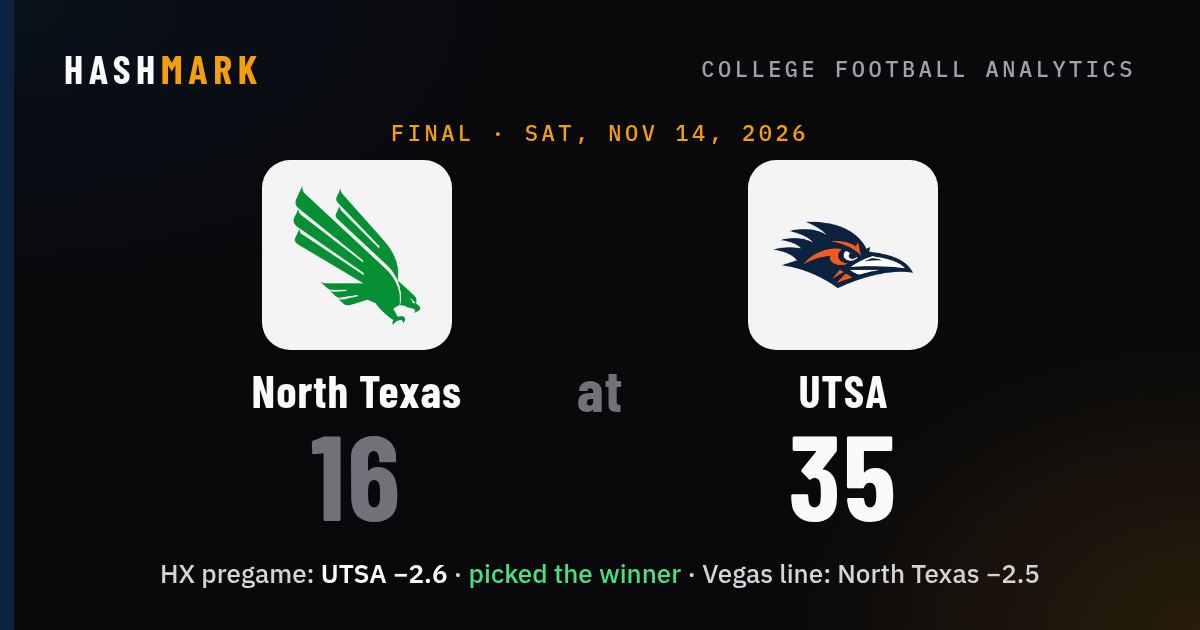 HASHMARK
COLLEGE FOOTBALL ANALYTICS
FINAL · SAT, NOV 14, 2026
North Texas at UTSA
16 35
HX pregame: UTSA −2.6 · picked the winner · Vegas line: North Texas −2.5